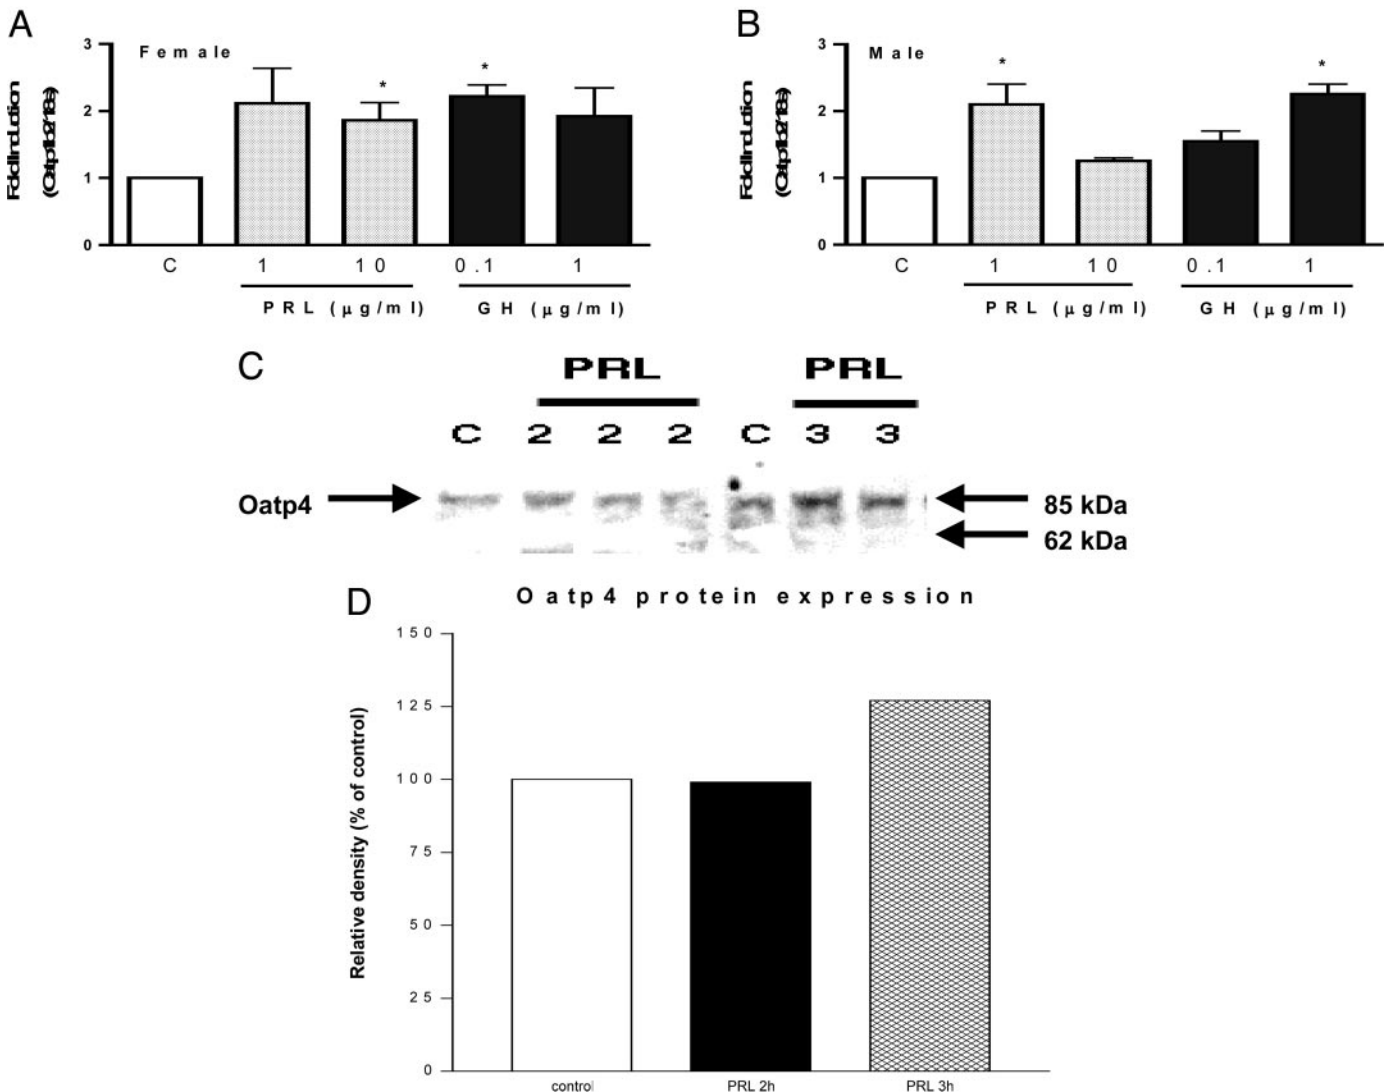 A
Female
3
2
1
0
* *
C 1 10 0.1 1
PRL (μg/ml) GH (μg/ml)
B
Male
3
2
1
0
* *
C 1 10 0.1 1
PRL (μg/ml) GH (μg/ml)
C
PRL PRL
C 2 2 2 C 3 3
Oatp4
85 kDa
62 kDa
D
Oatp4 protein expression
Relative density (% of control)
150
125
100
75
50
25
0
control PRL 2h PRL 3h